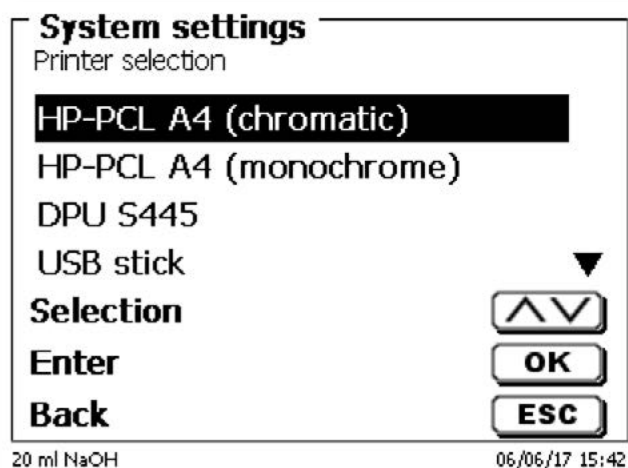 System settings
Printer selection
HP-PCL A4 (chromatic)
HP-PCL A4 (monochrome)
DPU S445
USB stick
Selection
Enter OK
Back ESC
20 ml NaOH 06/06/17 15:42